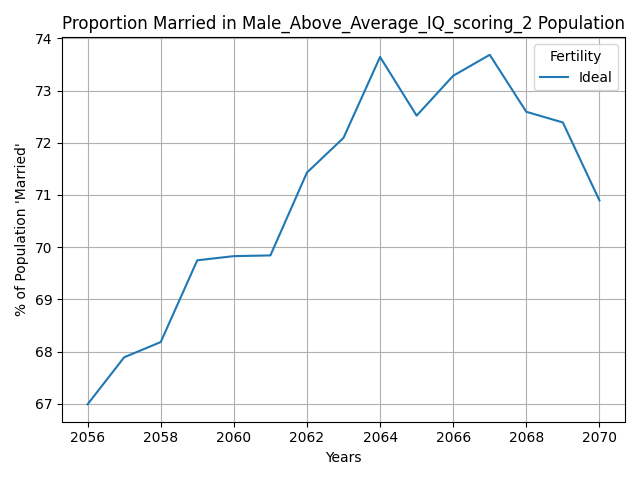 Proportion Married in Male_Above_Average_IQ_scoring_2 Population
% of Population 'Married'
74
73
72
71
70
69
68
67
Fertility
Ideal
2056 2058 2060 2062 2064 2066 2068 2070
Years